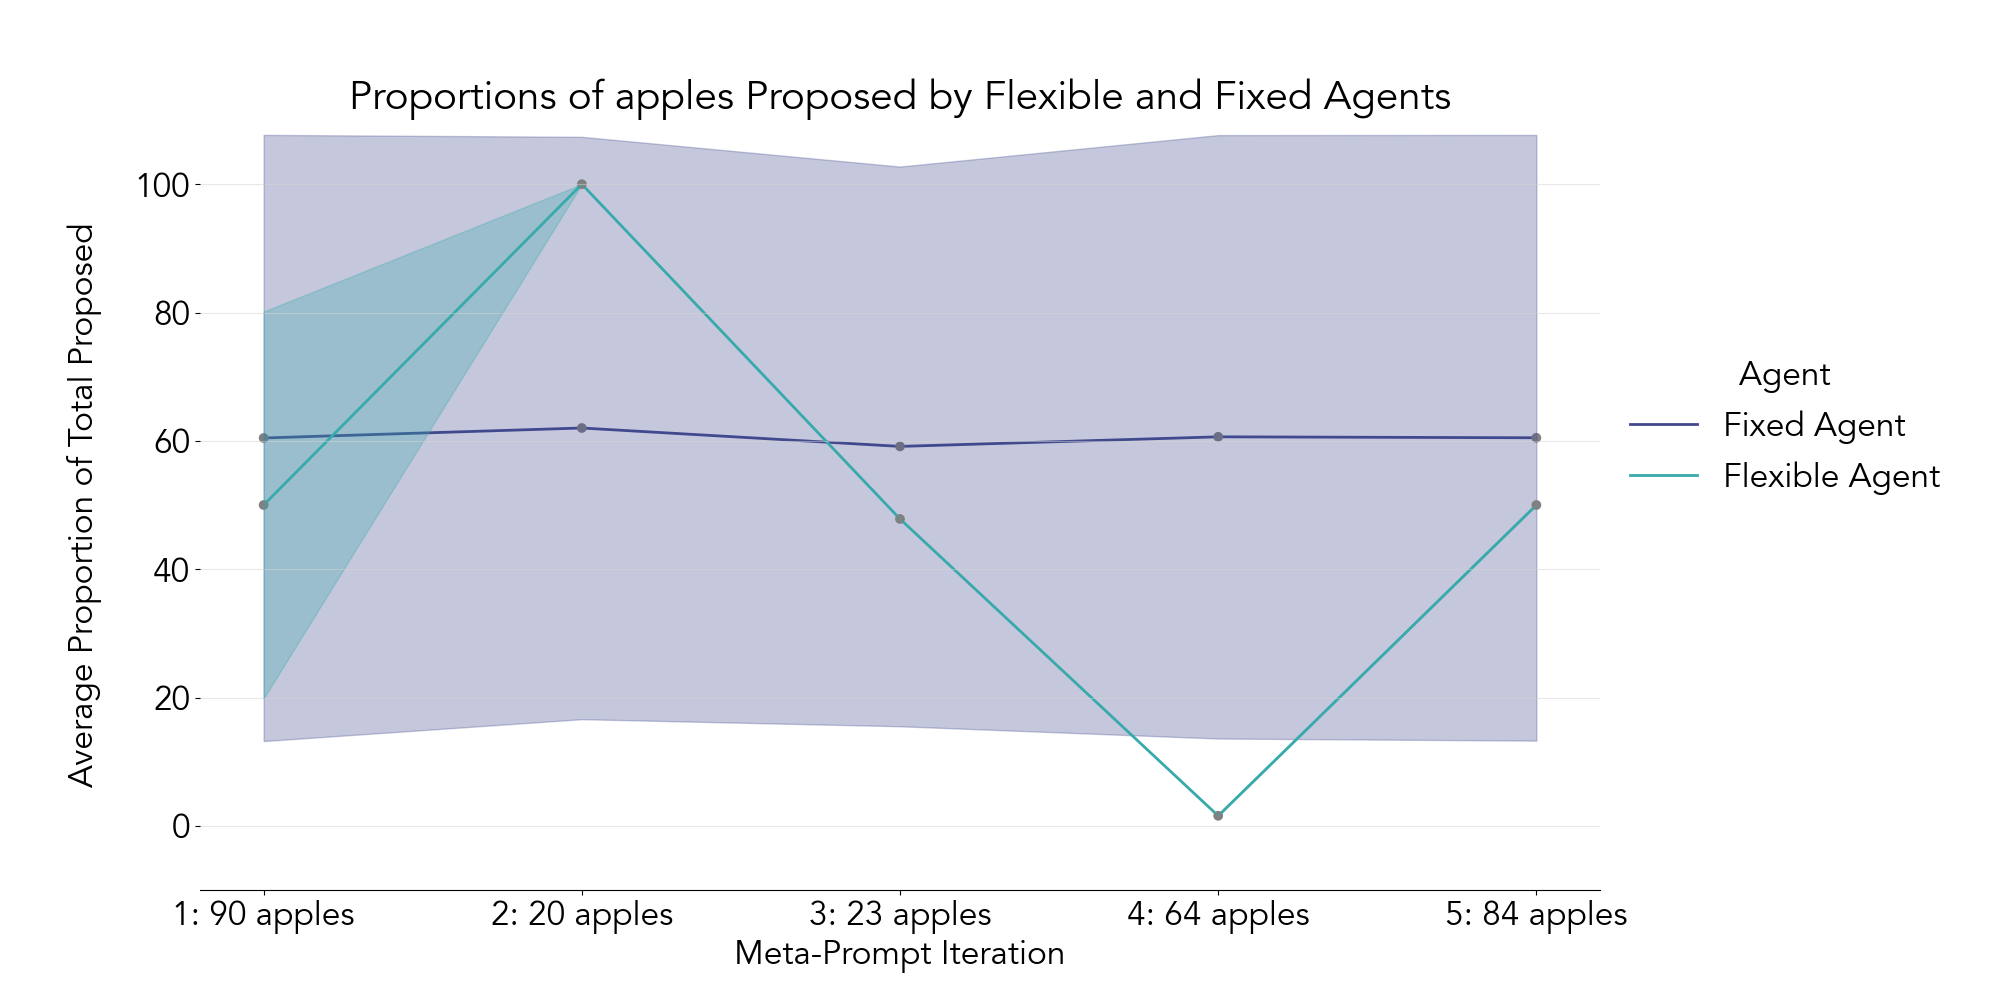 Proportions of apples Proposed by Flexible and Fixed Agents
Average Proportion of Total Proposed
100
80
60
40
20
0
1: 90 apples
2: 20 apples
3: 23 apples
4: 64 apples
5: 84 apples
Meta-Prompt Iteration
Agent
Fixed Agent
Flexible Agent